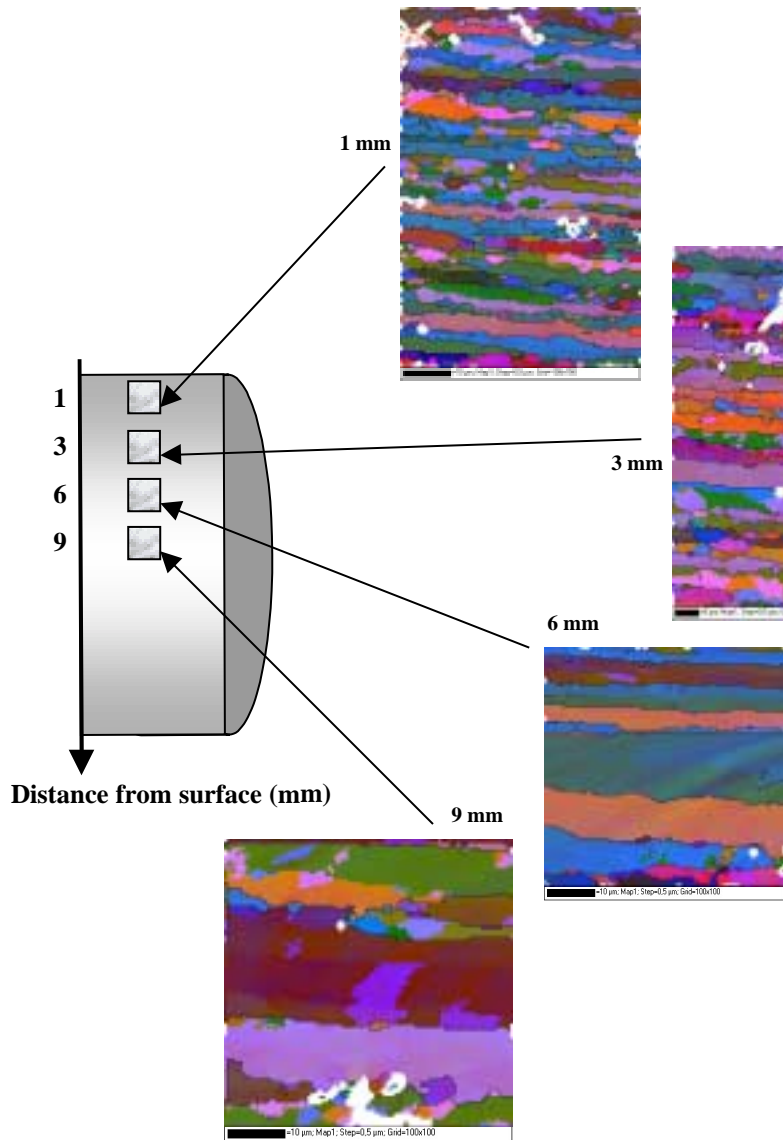 1 mm
1
3
3 mm
6
6 mm
9
Distance from surface (mm)
9 mm
=10 µm; Map1; Step=0,5 µm; Grid=100x100
=10 µm; Map1; Step=0,5 µm; Grid=100x100